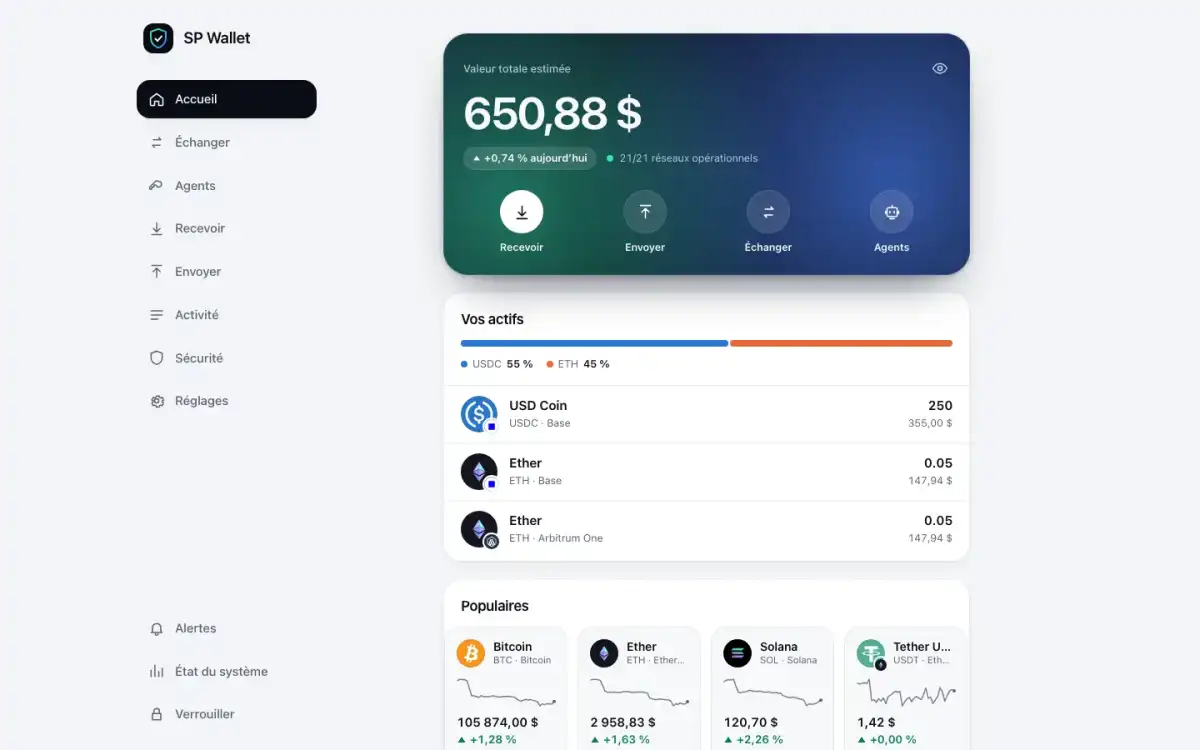 SP Wallet
Accueil
Échanger
Agents
Recevoir
Envoyer
Activité
Sécurité
Réglages
Alertes
État du système
Verrouiller
Valeur totale estimée
650,88 $
+0,74 % aujourd'hui 21/21 réseaux opérationnels
Recevoir Envoyer Échanger Agents
Vos actifs
USDC 55 % ETH 45 %
USD Coin 250
USDC · Base 355,00 $
Ether 0.05
ETH · Base 147,94 $
Ether 0.05
ETH · Arbitrum One 147,94 $
Populaires
Bitcoin Ether Solana Tether U...
BTC · Bitcoin ETH · Ether... SOL · Solana USDT · Eth...
105 874,00 $ 2 958,83 $ 120,70 $ 1,42 $
+1,28 % +1,63 % +2,26 % +0,00 %